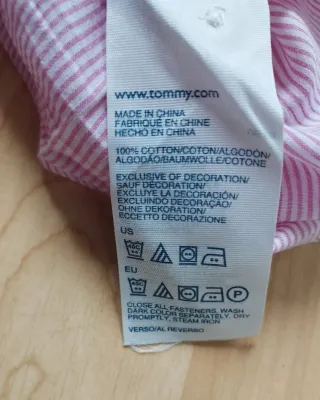 www.tommy.com
MADE IN CHINA
FABRIQUÉ EN CHINE
HECHO EN CHINA
100% COTTON/COTON/ALGODÓN/
ALGODÃO/BAUMWOLLE/COTONE
EXCLUSIVE OF DECORATION/
SAUF DÉCORATION/
EXCLUYE LA DECORACIÓN/
EXCLUINDO DECORAÇÃO/
OHNE DEKORATION/
ECCETTO DECORAZIONE
US
40C
EU
40C
P
CLOSE ALL FASTENERS, WASH
DARK COLOR SEPARATELY, DRY
PROMPTLY, STEAM IRON
VERSO/AL REVERSO